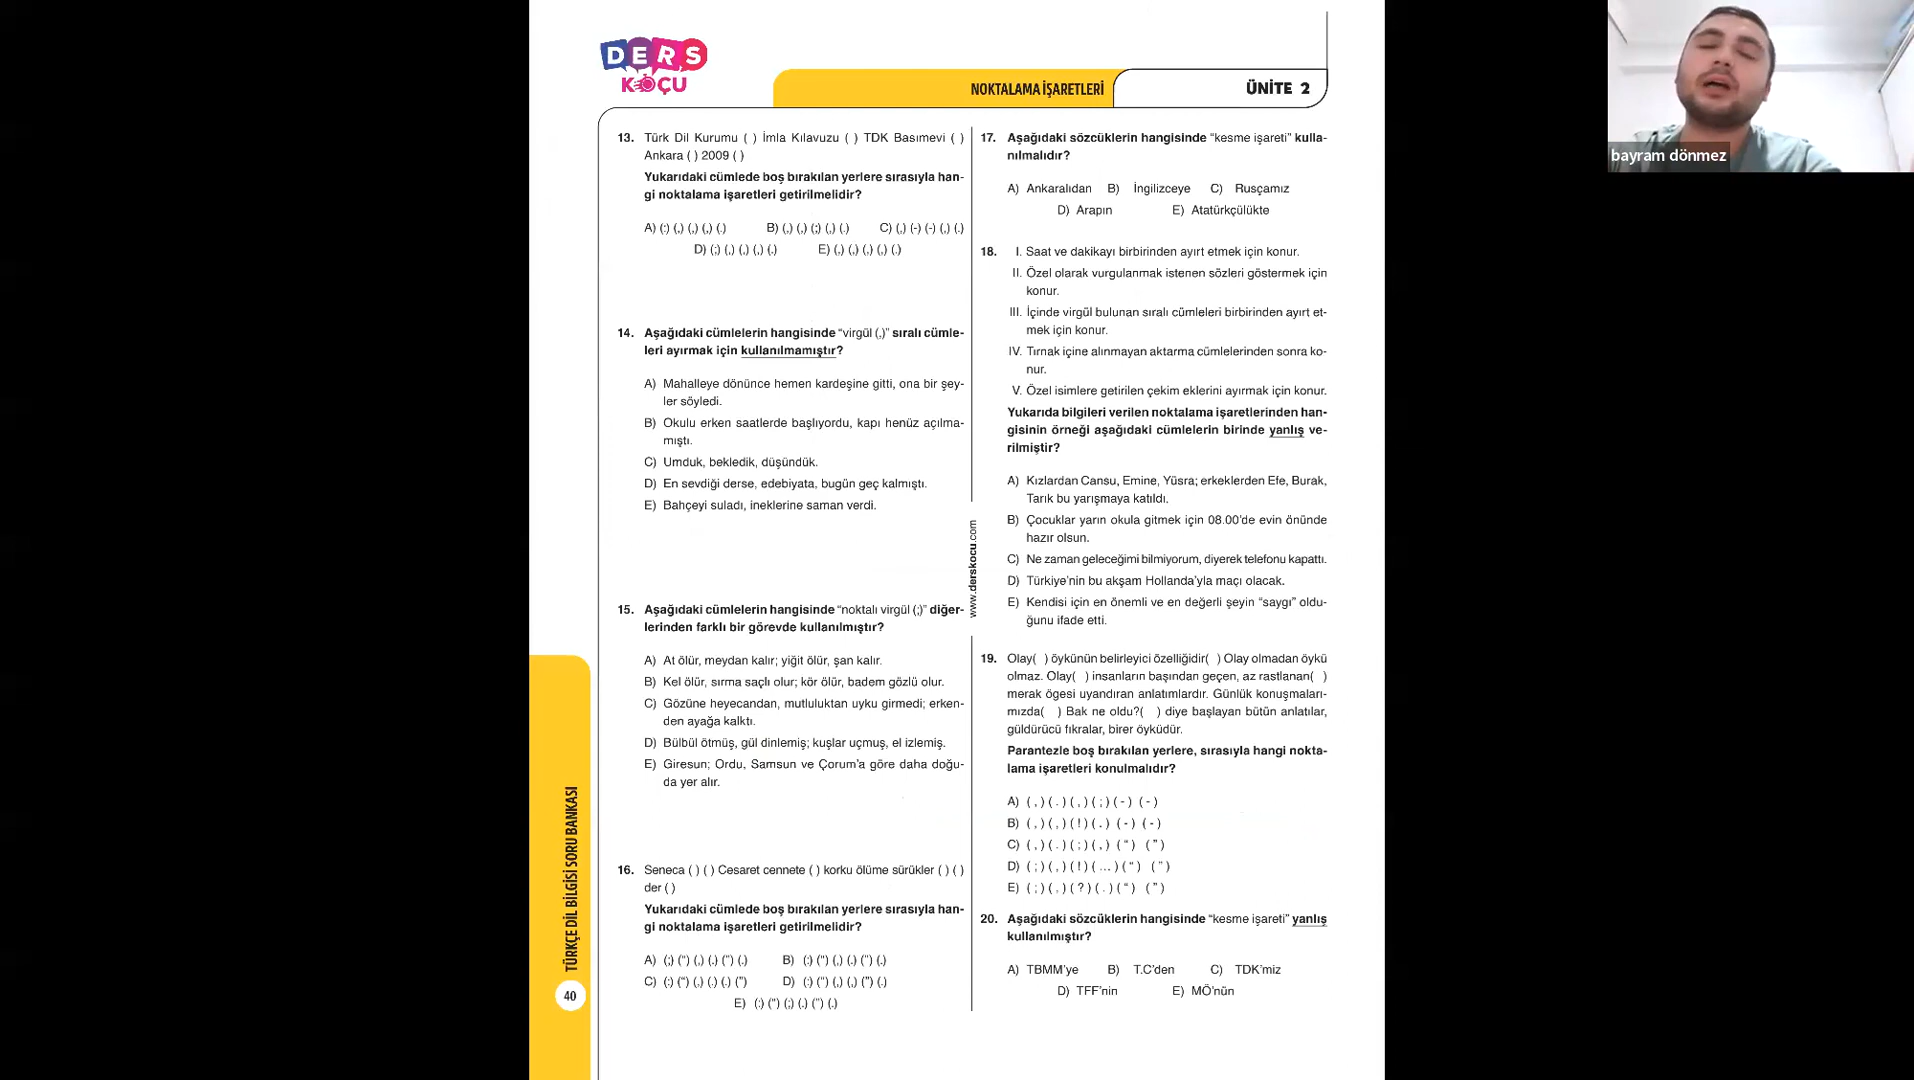 DERS
KOÇU
NOKTALAMA İŞARETLERİ
ÜNİTE 2
bayram dönmez
13. Türk Dil Kurumu ( ) İmla Kılavuzu ( ) TDK Basımevi ( )
Ankara ( ) 2009 ( )
Yukarıdaki cümlede boş bırakılan yerlere sırasıyla han-
gi noktalama işaretleri getirilmelidir?
A) (:) (,) (,) (,) (.) B) (,) (,) (;) (,) (.) C) (,) (-) (-) (,) (.)
D) (;) (,) (,) (,) (.) E) (,) (,) (,) (,) (.)
14. Aşağıdaki cümlelerin hangisinde “virgül (,)” sıralı cümle-
leri ayırmak için kullanılmamıştır?
A) Mahalleye dönünce hemen kardeşine gitti, ona bir şey-
ler söyledi.
B) Okulu erken saatlerde başlıyordu, kapı henüz açılma-
mıştı.
C) Umduk, bekledik, düşündük.
D) En sevdiği derse, edebiyata, bugün geç kalmıştı.
E) Bahçeyi suladı, ineklerine saman verdi.
15. Aşağıdaki cümlelerin hangisinde “noktalı virgül (;)” diğer-
lerinden farklı bir görevde kullanılmıştır?
A) At ölür, meydan kalır; yiğit ölür, şan kalır.
B) Kel ölür, sırma saçlı olur; kör ölür, badem gözlü olur.
C) Gözüne heyecandan, mutluluktan uyku girmedi; erken-
den ayağa kalktı.
D) Bülbül ötmüş, gül dinlemiş; kuşlar uçmuş, el izlemiş.
E) Giresun; Ordu, Samsun ve Çorum’a göre daha doğu-
da yer alır.
16. Seneca ( ) ( ) Cesaret cennete ( ) korku ölüme sürükler ( ) ( )
der ( )
Yukarıdaki cümlede boş bırakılan yerlere sırasıyla han-
gi noktalama işaretleri getirilmelidir?
A) (;) (“) (,) (.) (”) (.) B) (:) (“) (,) (.) (”) (.)
C) (:) (“) (,) (.) (.) (”) D) (:) (“) (,) (,) (”) (.)
E) (:) (“) (;) (.) (”) (.)
www.derskocu.com
17. Aşağıdaki sözcüklerin hangisinde “kesme işareti” kulla-
nılmalıdır?
A) Ankaralıdan B) İngilizceye C) Rusçamız
D) Arapın E) Atatürkçülükte
18. I. Saat ve dakikayı birbirinden ayırt etmek için konur.
II. Özel olarak vurgulanmak istenen sözleri göstermek için
konur.
III. İçinde virgül bulunan sıralı cümleleri birbirinden ayırt et-
mek için konur.
IV. Tırnak içine alınmayan aktarma cümlelerinden sonra ko-
nur.
V. Özel isimlere getirilen çekim eklerini ayırmak için konur.
Yukarıda bilgileri verilen noktalama işaretlerinden han-
gisinin örneği aşağıdaki cümlelerin birinde yanlış ve-
rilmiştir?
A) Kızlardan Cansu, Emine, Yüsra; erkeklerden Efe, Burak,
Tarık bu yarışmaya katıldı.
B) Çocuklar yarın okula gitmek için 08.00’de evin önünde
hazır olsun.
C) Ne zaman geleceğimi bilmiyorum, diyerek telefonu kapattı.
D) Türkiye’nin bu akşam Hollanda’yla maçı olacak.
E) Kendisi için en önemli ve en değerli şeyin “saygı” oldu-
ğunu ifade etti.
19. Olay( ) öykünün belirleyici özelliğidir( ) Olay olmadan öykü
olmaz. Olay( ) insanların başından geçen, az rastlanan( )
merak ögesi uyandıran anlatımlardır. Günlük konuşmaları-
mızda( ) Bak ne oldu?( ) diye başlayan bütün anlatılar,
güldürücü fıkralar, birer öyküdür.
Parantezle boş bırakılan yerlere, sırasıyla hangi nokta-
lama işaretleri konulmalıdır?
A) ( , ) ( . ) ( , ) ( ; ) ( - ) ( - )
B) ( , ) ( , ) ( ! ) ( . ) ( - ) ( - )
C) ( , ) ( . ) ( ; ) ( , ) ( “ ) ( ” )
D) ( ; ) ( , ) ( ! ) ( ... ) ( “ ) ( ” )
E) ( ; ) ( , ) ( ? ) ( . ) ( “ ) ( ” )
20. Aşağıdaki sözcüklerin hangisinde “kesme işareti” yanlış
kullanılmıştır?
A) TBMM’ye B) T.C’den C) TDK’miz
D) TFF’nin E) MÖ’nün
TÜRKÇE DİL BİLGİSİ SORU BANKASI
40